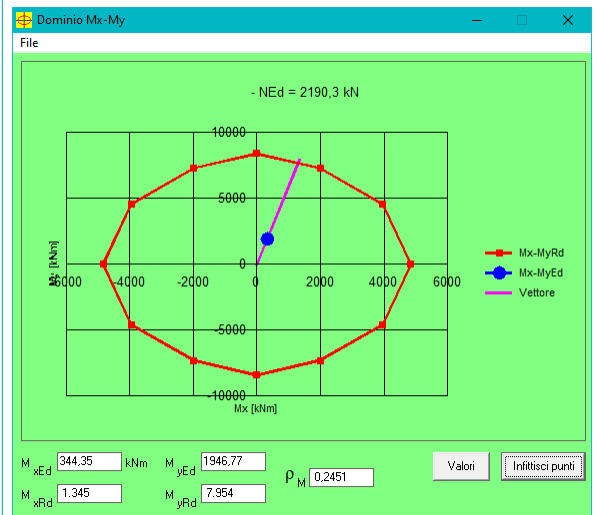 Dominio Mx-My
File
- NEd = 2190,3 kN
10000
5000
0
-5000
-10000
-6000 -4000 -2000 0 2000 4000 6000
Mx [kNm]
Mx-MyRd
Mx-MyEd
Vettore
M xEd 344,35 kNm M yEd 1946,77
M xRd 1.345 M yRd 7.954
ρ M 0,2451
Valori
Infittisci punti